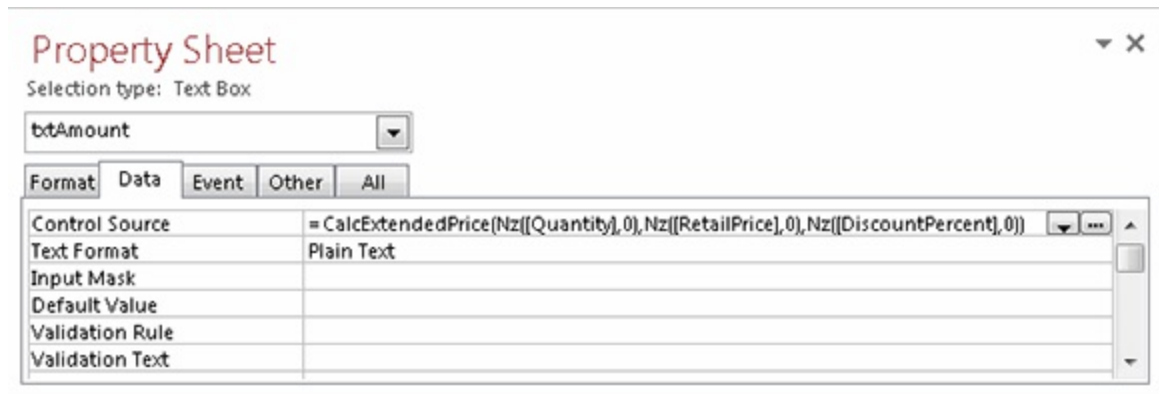 Property Sheet
Selection type: Text Box
txtAmount
Format Data Event Other All
Control Source =CalcExtendedPrice(Nz([Quantity],0),Nz([RetailPrice],0),Nz([DiscountPercent],0))
Text Format Plain Text
Input Mask
Default Value
Validation Rule
Validation Text